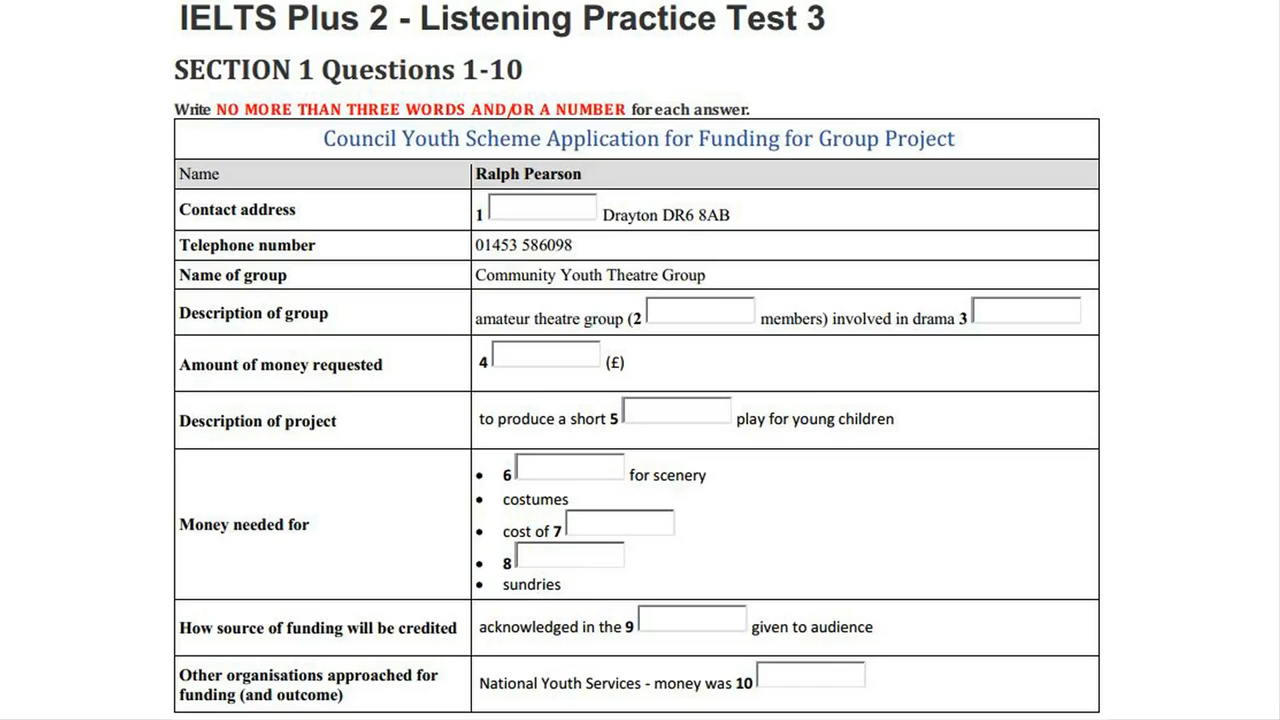 IELTS Plus 2 - Listening Practice Test 3
SECTION 1 Questions 1-10
Write NO MORE THAN THREE WORDS AND/OR A NUMBER for each answer.
Council Youth Scheme Application for Funding for Group Project
Name Ralph Pearson
Contact address 1 Drayton DR6 8AB
Telephone number 01453 586098
Name of group Community Youth Theatre Group
Description of group amateur theatre group (2 members) involved in drama 3
Amount of money requested 4 (£)
Description of project to produce a short 5 play for young children
Money needed for
• 6 for scenery
• costumes
• cost of 7
• 8
• sundries
How source of funding will be credited acknowledged in the 9 given to audience
Other organisations approached for
funding (and outcome) National Youth Services - money was 10